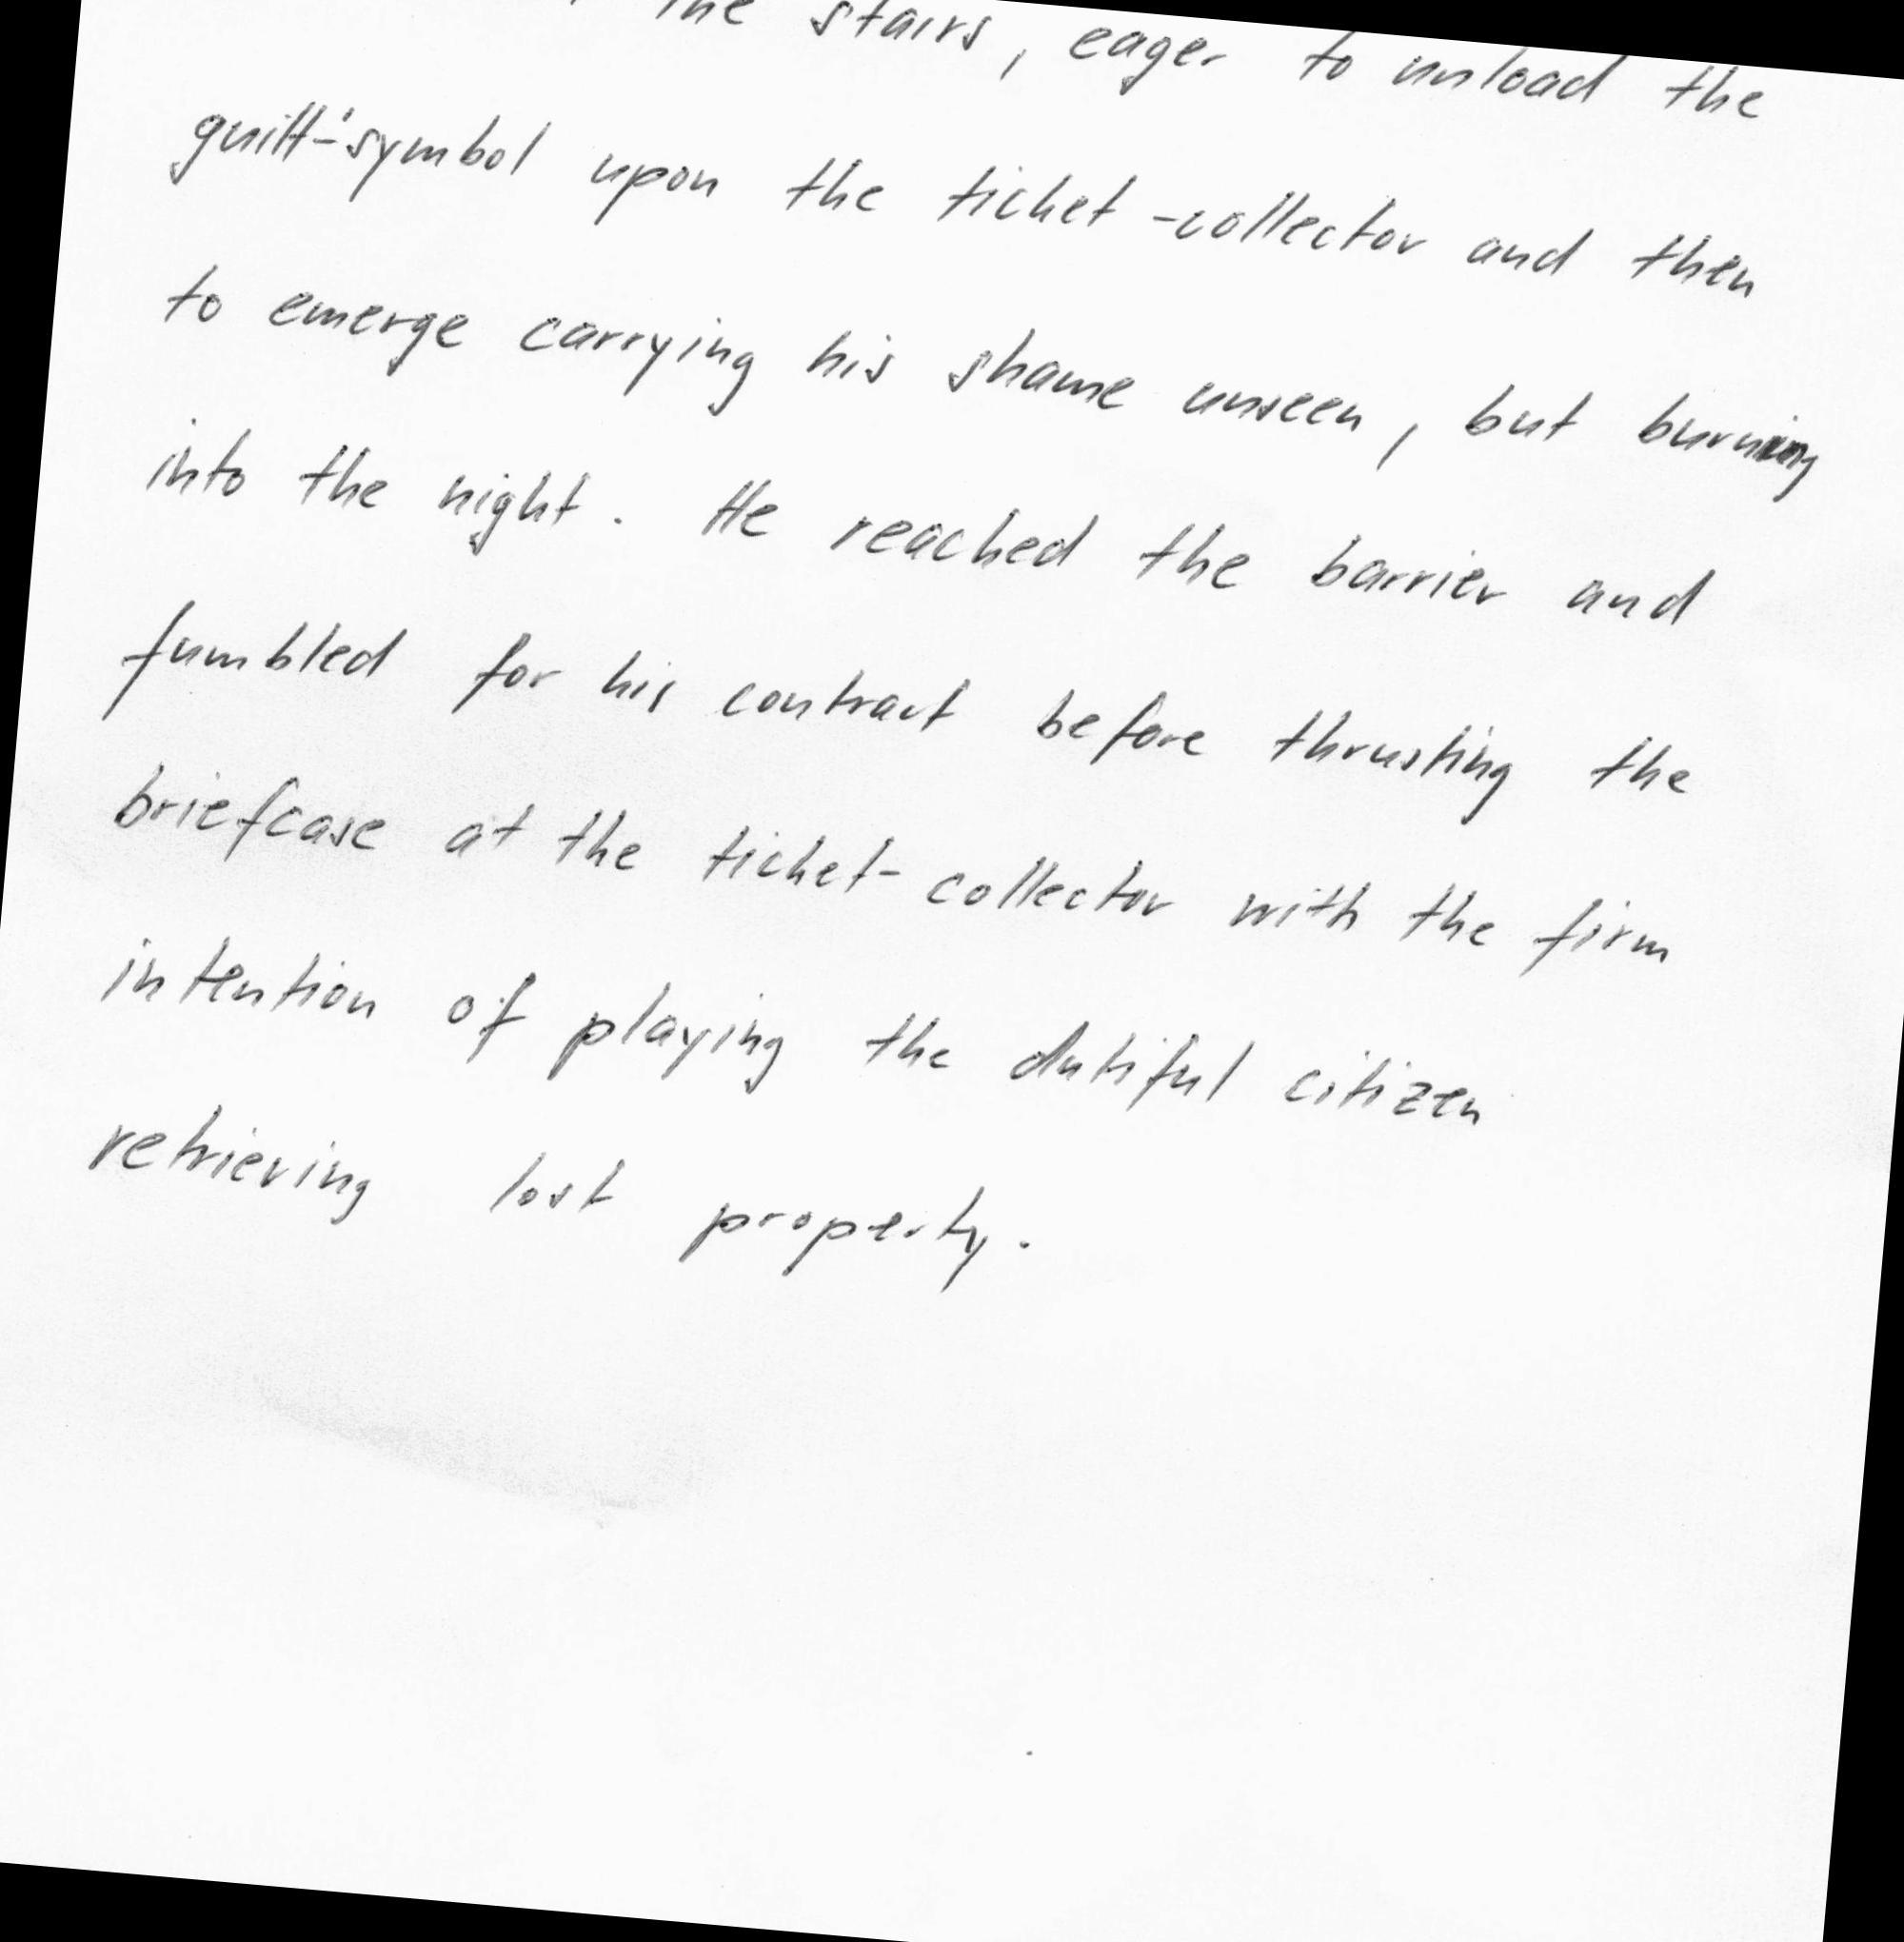 the stairs, eager to unload the
guilt-'symbol upon the ticket-collector and then
to emerge carrying his shame unseen, but burning
into the night. He reached the barrier and
fumbled for his contract before thrusting the
briefcase at the ticket-collector with the firm
intention of playing the dutiful citizen
retrieving lost property.